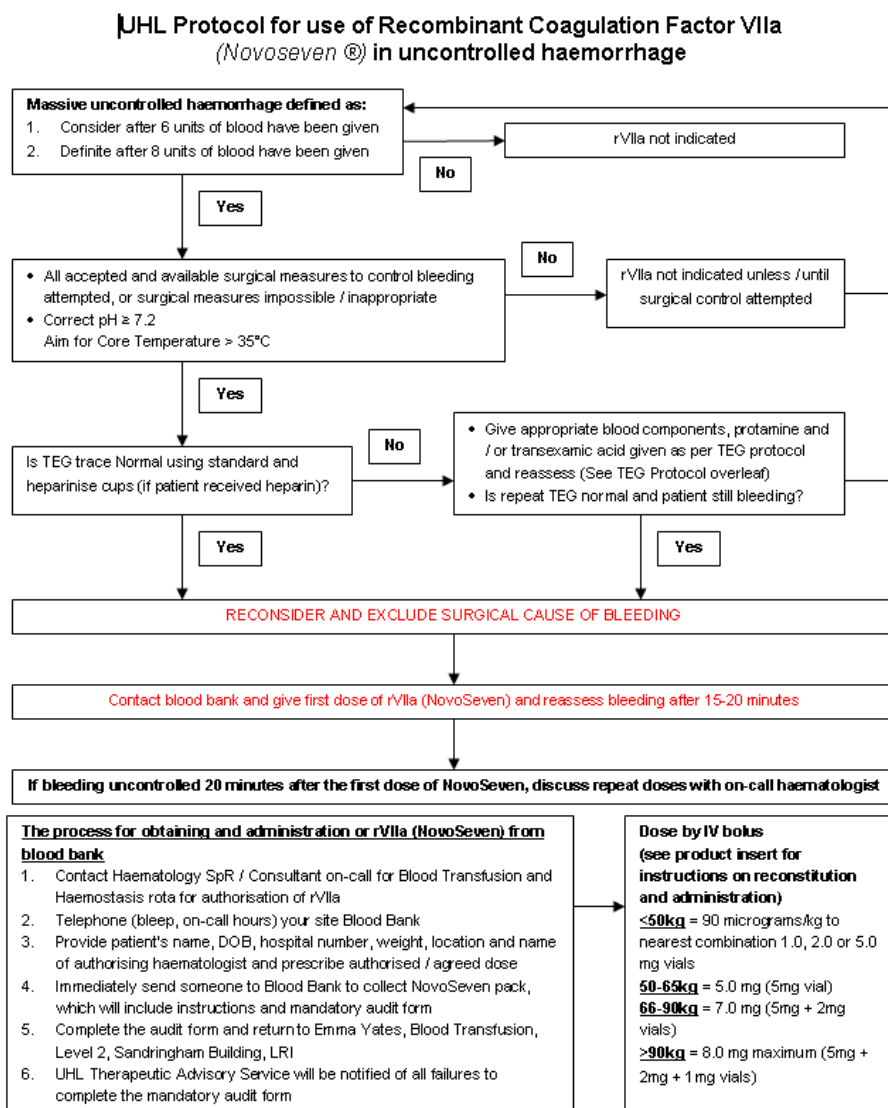 UHL Protocol for use of Recombinant Coagulation Factor VIIa
(Novoseven ®) in uncontrolled haemorrhage
Massive uncontrolled haemorrhage defined as:
1. Consider after 6 units of blood have been given
2. Definite after 8 units of blood have been given
rVIIa not indicated
No
Yes
• All accepted and available surgical measures to control bleeding
attempted, or surgical measures impossible / inappropriate
• Correct pH ≥ 7.2
Aim for Core Temperature > 35°C
No
rVIIa not indicated unless / until
surgical control attempted
Yes
Is TEG trace Normal using standard and
heparinise cups (if patient received heparin)?
No
• Give appropriate blood components, protamine and
/ or transexamic acid given as per TEG protocol
and reassess (See TEG Protocol overleaf)
• Is repeat TEG normal and patient still bleeding?
Yes
Yes
RECONSIDER AND EXCLUDE SURGICAL CAUSE OF BLEEDING
Contact blood bank and give first dose of rVIIa (NovoSeven) and reassess bleeding after 15-20 minutes
If bleeding uncontrolled 20 minutes after the first dose of NovoSeven, discuss repeat doses with on-call haematologist
The process for obtaining and administration or rVIIa (NovoSeven) from
blood bank
1. Contact Haematology SpR / Consultant on-call for Blood Transfusion and
Haemostasis rota for authorisation of rVIIa
2. Telephone (bleep, on-call hours) your site Blood Bank
3. Provide patient's name, DOB, hospital number, weight, location and name
of authorising haematologist and prescribe authorised / agreed dose
4. Immediately send someone to Blood Bank to collect NovoSeven pack,
which will include instructions and mandatory audit form
5. Complete the audit form and return to Emma Yates, Blood Transfusion,
Level 2, Sandringham Building, LRI
6. UHL Therapeutic Advisory Service will be notified of all failures to
complete the mandatory audit form
Dose by IV bolus
(see product insert for
instructions on reconstitution
and administration)
<50kg = 90 micrograms/kg to
nearest combination 1.0, 2.0 or 5.0
mg vials
50-65kg = 5.0 mg (5mg vial)
66-90kg = 7.0 mg (5mg + 2mg
vials)
>90kg = 8.0 mg maximum (5mg +
2mg + 1mg vials)